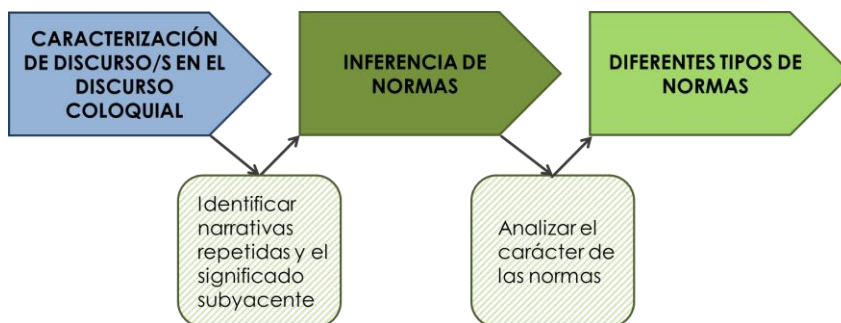 CARACTERIZACIÓN
DE DISCURSO/S EN EL
DISCURSO
COLOQUIAL
INFERENCIA DE
NORMAS
DIFERENTES TIPOS DE
NORMAS
Identificar
narrativas
repetidas y el
significado
subyacente
Analizar el
carácter de
las normas